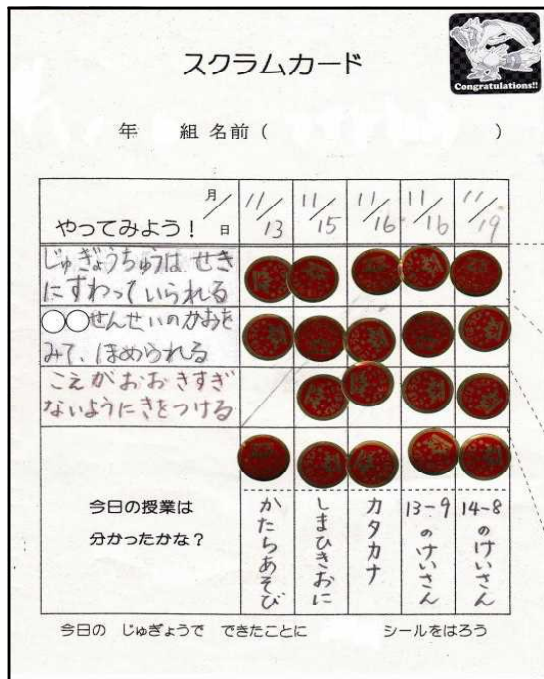 スクラムカード
Congratulations!!
年 組 名前 ( )
月/日
やってみよう!
11/13 11/15 11/16 11/16 11/19
じゅぎょうちゅうは せき
にすわって いられる
○○せんせいのかおを
みて、ほめられる
こえが おおきすぎ
ないように きを つける
今日の授業は
分かったかな?
かたらあそび
しまひきおに
カタカナ
13-9のけいさん
14-8のけいさん
今日の じゅぎょうで できたことに シールをはろう